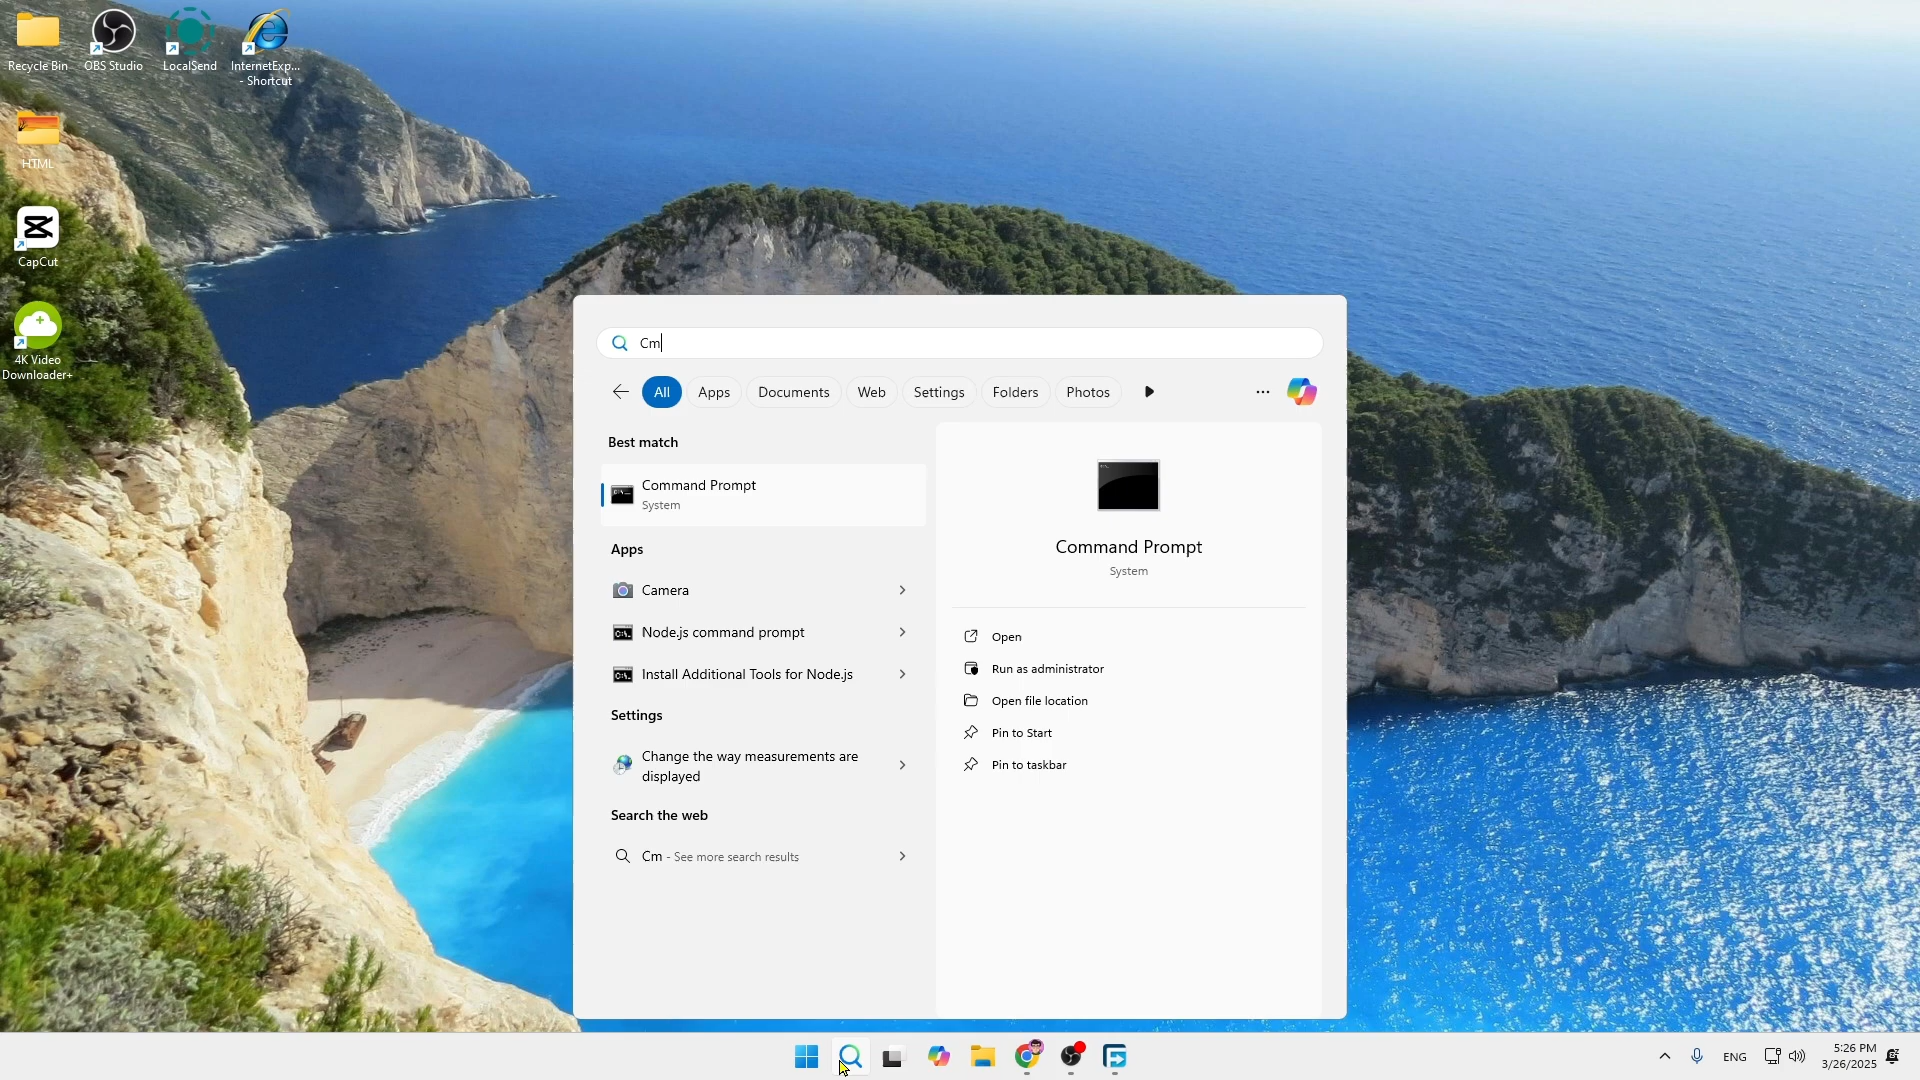 Recycle Bin
OBS Studio
LocalSend
InternetExp...
- Shortcut
HTML
CapCut
4K Video
Downloader+
Cm
All
Apps
Documents
Web
Settings
Folders
Photos
Best match
Command Prompt
System
Apps
Camera
Node.js command prompt
Install Additional Tools for Node.js
Settings
Change the way measurements are
displayed
Search the web
Cm - See more search results
Command Prompt
System
Open
Run as administrator
Open file location
Pin to Start
Pin to taskbar
ENG
5:26 PM
3/26/2025